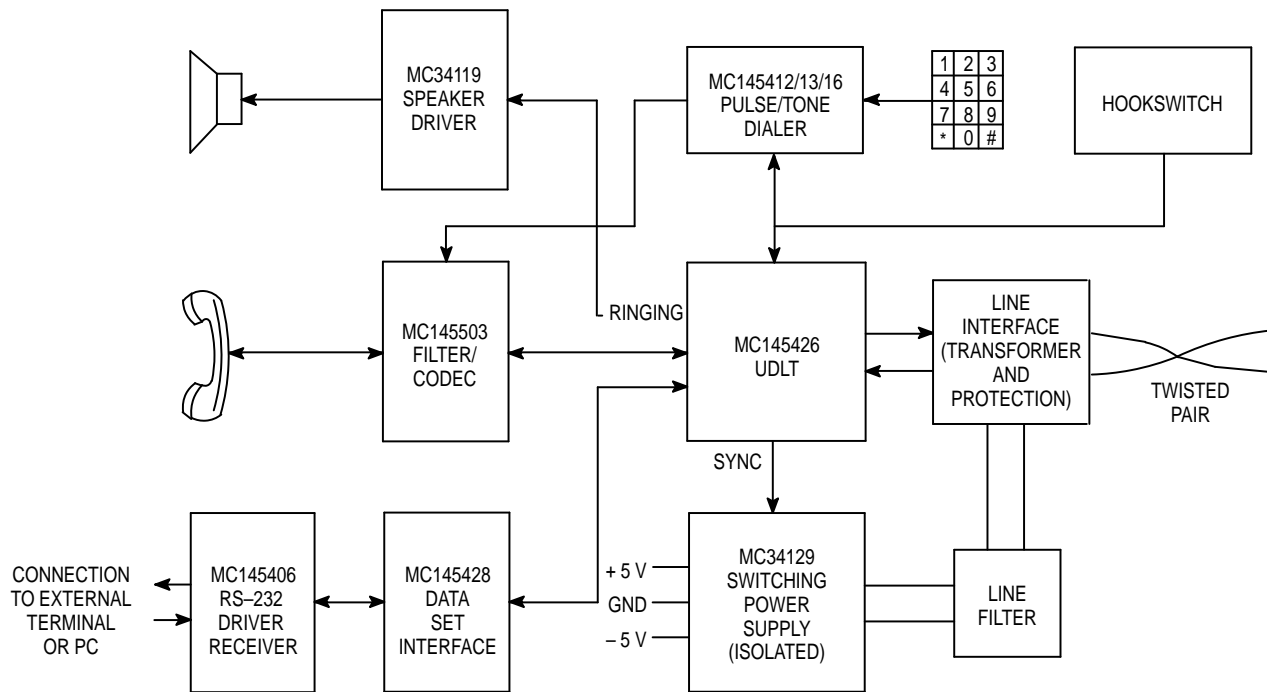 MC34119
SPEAKER
DRIVER
MC145412/13/16
PULSE/TONE
DIALER
1 2 3
4 5 6
7 8 9
* 0 #
HOOKSWITCH
RINGING
MC145503
FILTER/
CODEC
MC145426
UDLT
LINE
INTERFACE
(TRANSFORMER
AND
PROTECTION)
TWISTED
PAIR
SYNC
CONNECTION
TO EXTERNAL
TERMINAL
OR PC
MC145406
RS–232
DRIVER
RECEIVER
MC145428
DATA
SET
INTERFACE
+ 5 V
GND
– 5 V
MC34129
SWITCHING
POWER
SUPPLY
(ISOLATED)
LINE
FILTER